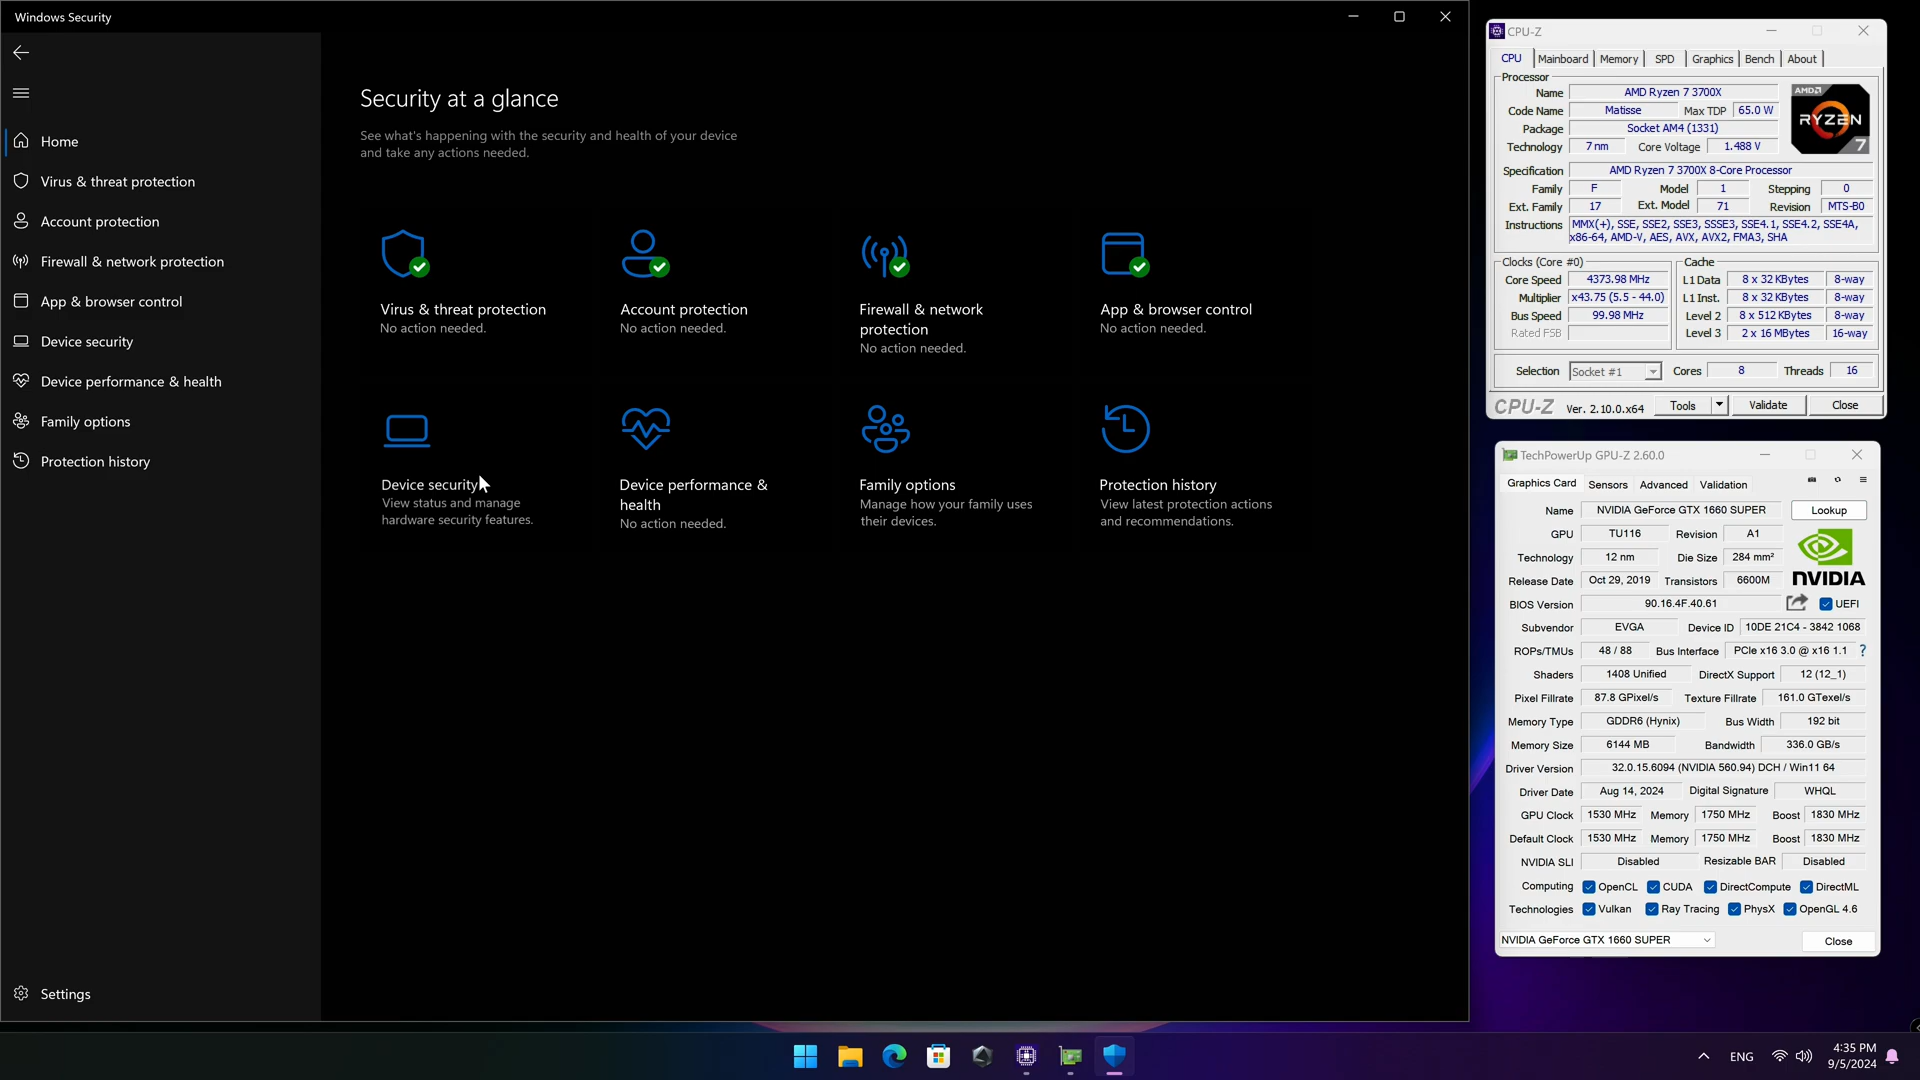 Windows Security
Home
Virus & threat protection
Account protection
Firewall & network protection
App & browser control
Device security
Device performance & health
Family options
Protection history
Settings
Security at a glance
See what's happening with the security and health of your device
and take any actions needed.
Virus & threat protection
No action needed.
Account protection
No action needed.
Firewall & network
protection
No action needed.
App & browser control
No action needed.
Device security
View status and manage
hardware security features.
Device performance &
health
No action needed.
Family options
Manage how your family uses
their devices.
Protection history
View latest protection actions
and recommendations.
CPU-Z
CPU Mainboard Memory SPD Graphics Bench About
Processor
Name AMD Ryzen 7 3700X
Code Name Matisse Max TDP 65.0 W
Package Socket AM4 (1331)
Technology 7 nm Core Voltage 1.488 V
AMD
RYZEN
7
Specification AMD Ryzen 7 3700X 8-Core Processor
Family F Model 1 Stepping 0
Ext. Family 17 Ext. Model 71 Revision MTS-B0
Instructions MMX(+), SSE, SSE2, SSE3, SSSE3, SSE4.1, SSE4.2, SSE4A,
x86-64, AMD-V, AES, AVX, AVX2, FMA3, SHA
Clocks (Core #0) Cache
Core Speed 4373.98 MHz L1 Data 8 x 32 KBytes 8-way
Multiplier x43.75 (5.5 - 44.0) L1 Inst. 8 x 32 KBytes 8-way
Bus Speed 99.98 MHz Level 2 8 x 512 KBytes 8-way
Rated FSB Level 3 2 x 16 MBytes 16-way
Selection Socket #1 Cores 8 Threads 16
CPU-Z Ver. 2.10.0.x64 Tools Validate Close
TechPowerUp GPU-Z 2.60.0
Graphics Card Sensors Advanced Validation
Name NVIDIA GeForce GTX 1660 SUPER Lookup
GPU TU116 Revision A1
Technology 12 nm Die Size 284 mm²
Release Date Oct 29, 2019 Transistors 6600M
NVIDIA
BIOS Version 90.16.4F.40.61 UEFI
Subvendor EVGA Device ID 10DE 21C4 - 3842 1068
ROPs/TMUs 48 / 88 Bus Interface PCIe x16 3.0 @ x16 1.1 ?
Shaders 1408 Unified DirectX Support 12 (12_1)
Pixel Fillrate 87.8 GPixel/s Texture Fillrate 161.0 GTexel/s
Memory Type GDDR6 (Hynix) Bus Width 192 bit
Memory Size 6144 MB Bandwidth 336.0 GB/s
Driver Version 32.0.15.6094 (NVIDIA 560.94) DCH / Win11 64
Driver Date Aug 14, 2024 Digital Signature WHQL
GPU Clock 1530 MHz Memory 1750 MHz Boost 1830 MHz
Default Clock 1530 MHz Memory 1750 MHz Boost 1830 MHz
NVIDIA SLI Disabled Resizable BAR Disabled
Computing OpenCL CUDA DirectCompute DirectML
Technologies Vulkan Ray Tracing PhysX OpenGL 4.6
NVIDIA GeForce GTX 1660 SUPER Close
ENG
4:35 PM
9/5/2024